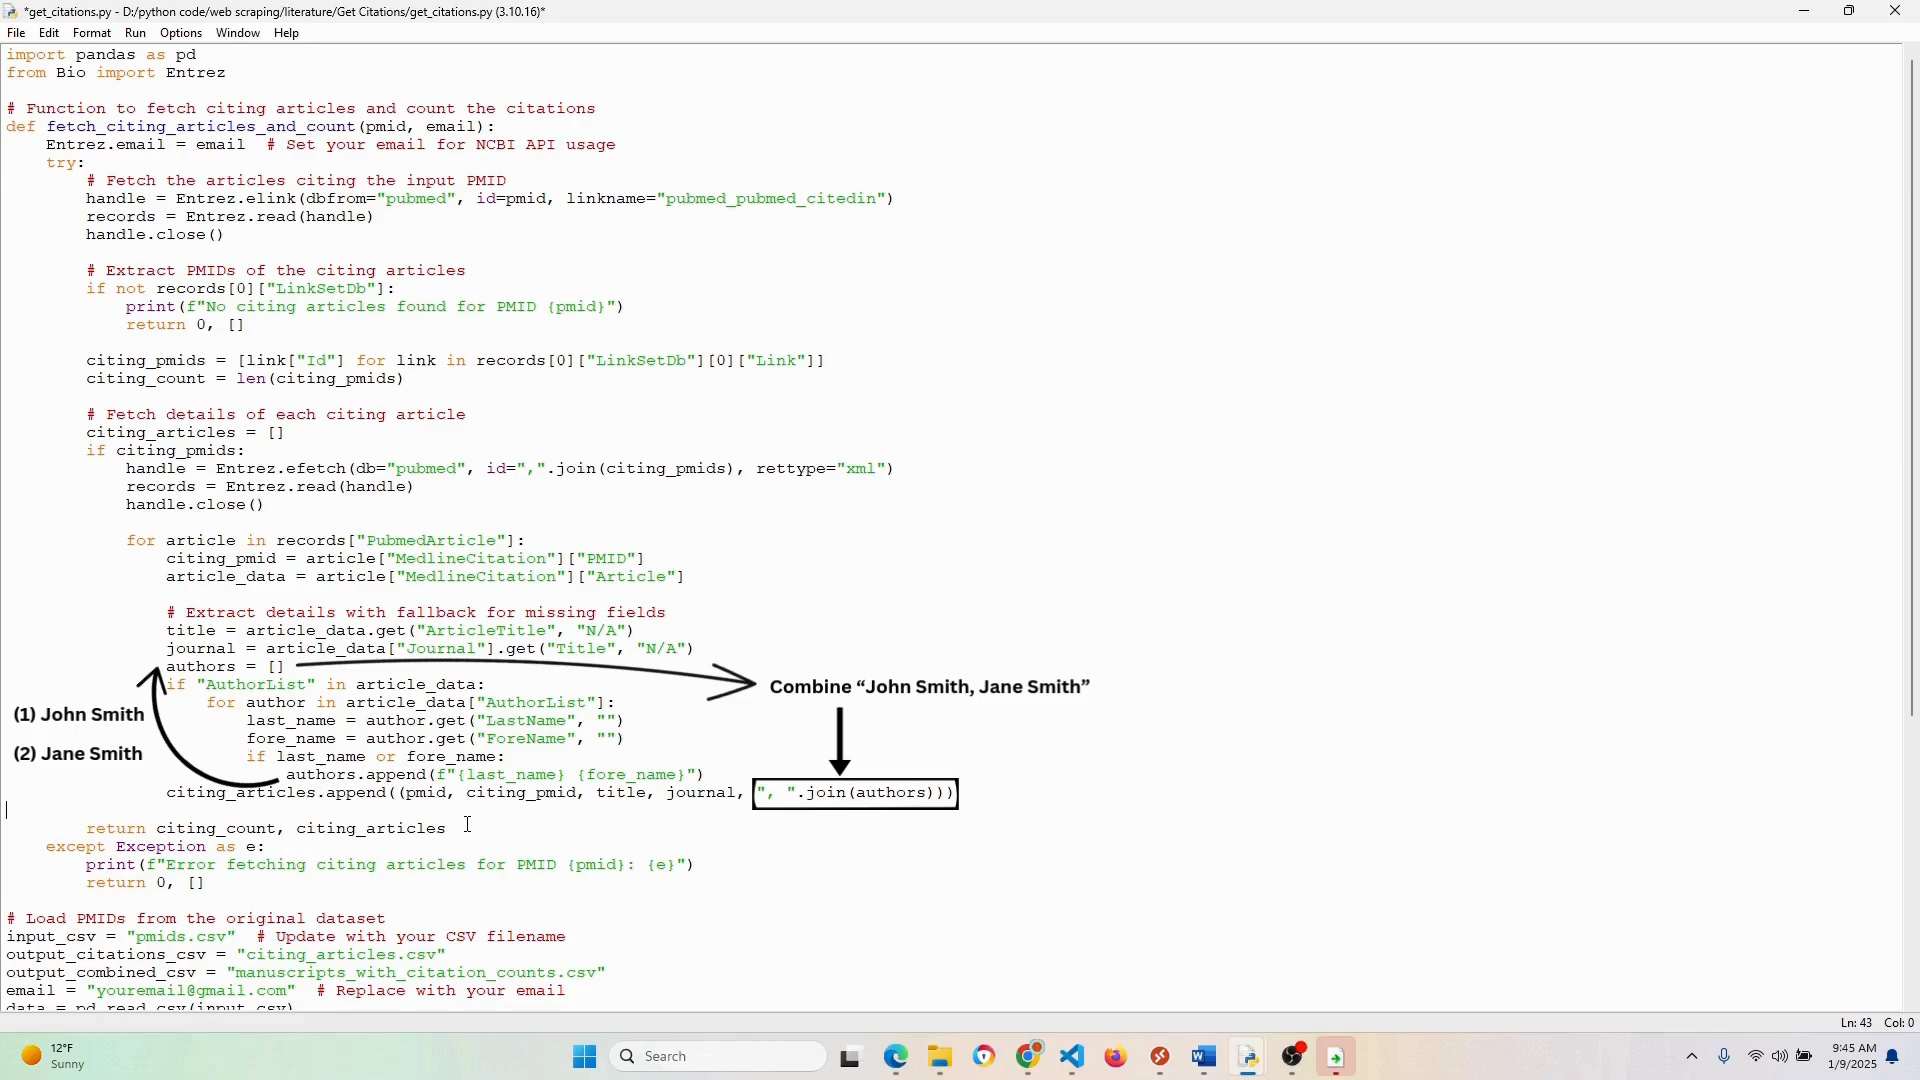 *get_citations.py - D:/python code/web scraping/literature/Get Citations/get_citations.py (3.10.16)*
File Edit Format Run Options Window Help
import pandas as pd
from Bio import Entrez
# Function to fetch citing articles and count the citations
def fetch_citing_articles_and_count(pmid, email):
    Entrez.email = email  # Set your email for NCBI API usage
    try:
        # Fetch the articles citing the input PMID
        handle = Entrez.elink(dbfrom="pubmed", id=pmid, linkname="pubmed_pubmed_citedin")
        records = Entrez.read(handle)
        handle.close()
        # Extract PMIDs of the citing articles
        if not records[0]["LinkSetDb"]:
            print(f"No citing articles found for PMID {pmid}")
            return 0, []
        citing_pmids = [link["Id"] for link in records[0]["LinkSetDb"][0]["Link"]]
        citing_count = len(citing_pmids)
        # Fetch details of each citing article
        citing_articles = []
        if citing_pmids:
            handle = Entrez.efetch(db="pubmed", id=",".join(citing_pmids), rettype="xml")
            records = Entrez.read(handle)
            handle.close()
            for article in records["PubmedArticle"]:
                citing_pmid = article["MedlineCitation"]["PMID"]
                article_data = article["MedlineCitation"]["Article"]
                # Extract details with fallback for missing fields
                title = article_data.get("ArticleTitle", "N/A")
                journal = article_data["Journal"].get("Title", "N/A")
                authors = []
                if "AuthorList" in article_data:
Combine “John Smith, Jane Smith”
                    for author in article_data["AuthorList"]:
(1) John Smith
                        last_name = author.get("LastName", "")
                        fore_name = author.get("ForeName", "")
(2) Jane Smith
                        if last_name or fore_name:
                            authors.append(f"{last_name} {fore_name}")
                citing_articles.append((pmid, citing_pmid, title, journal, ", ".join(authors)))
        return citing_count, citing_articles
    except Exception as e:
        print(f"Error fetching citing articles for PMID {pmid}: {e}")
        return 0, []
# Load PMIDs from the original dataset
input_csv = "pmids.csv"  # Update with your CSV filename
output_citations_csv = "citing_articles.csv"
output_combined_csv = "manuscripts_with_citation_counts.csv"
email = "youremail@gmail.com"  # Replace with your email
data = pd.read_csv(input_csv)
Ln: 43 Col: 0
12°F
Sunny
Search
9:45 AM
1/9/2025